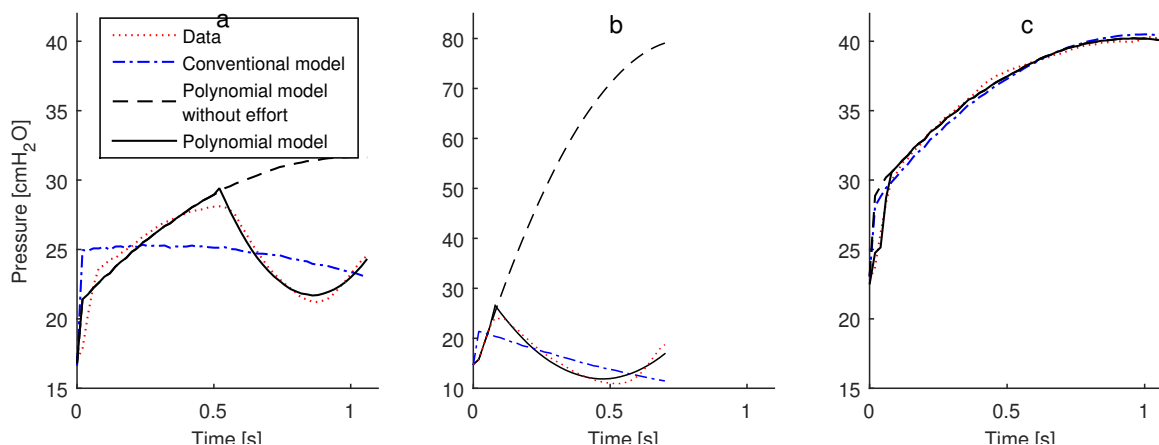 a
b
c
Data
Conventional model
Polynomial model
without effort
Polynomial model
Pressure [cmH2O]
40
35
30
25
20
15
0
0.5
1
Time [s]
80
70
60
50
40
30
20
10
0
0.5
1
Time [s]
40
35
30
25
20
15
0
0.5
1
Time [s]